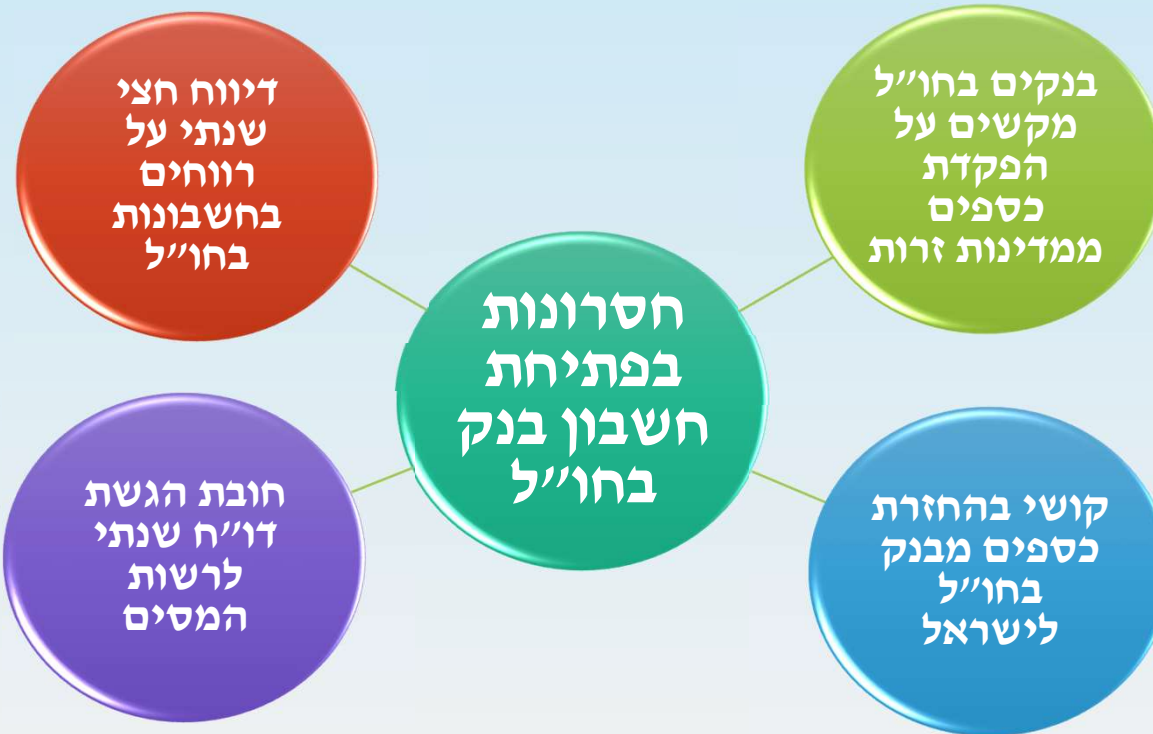 חסרונות
בפתיחת
חשבון בנק
בחו״ל
בנקים בחו״ל
מקשים על
הפקדת
כספים
ממדינות זרות
קושי בהחזרת
כספים מבנק
בחו״ל
לישראל
חובת הגשת
דו״ח שנתי
לרשות
המסים
דיווח חצי
שנתי על
רווחים
בחשבונות
בחו״ל